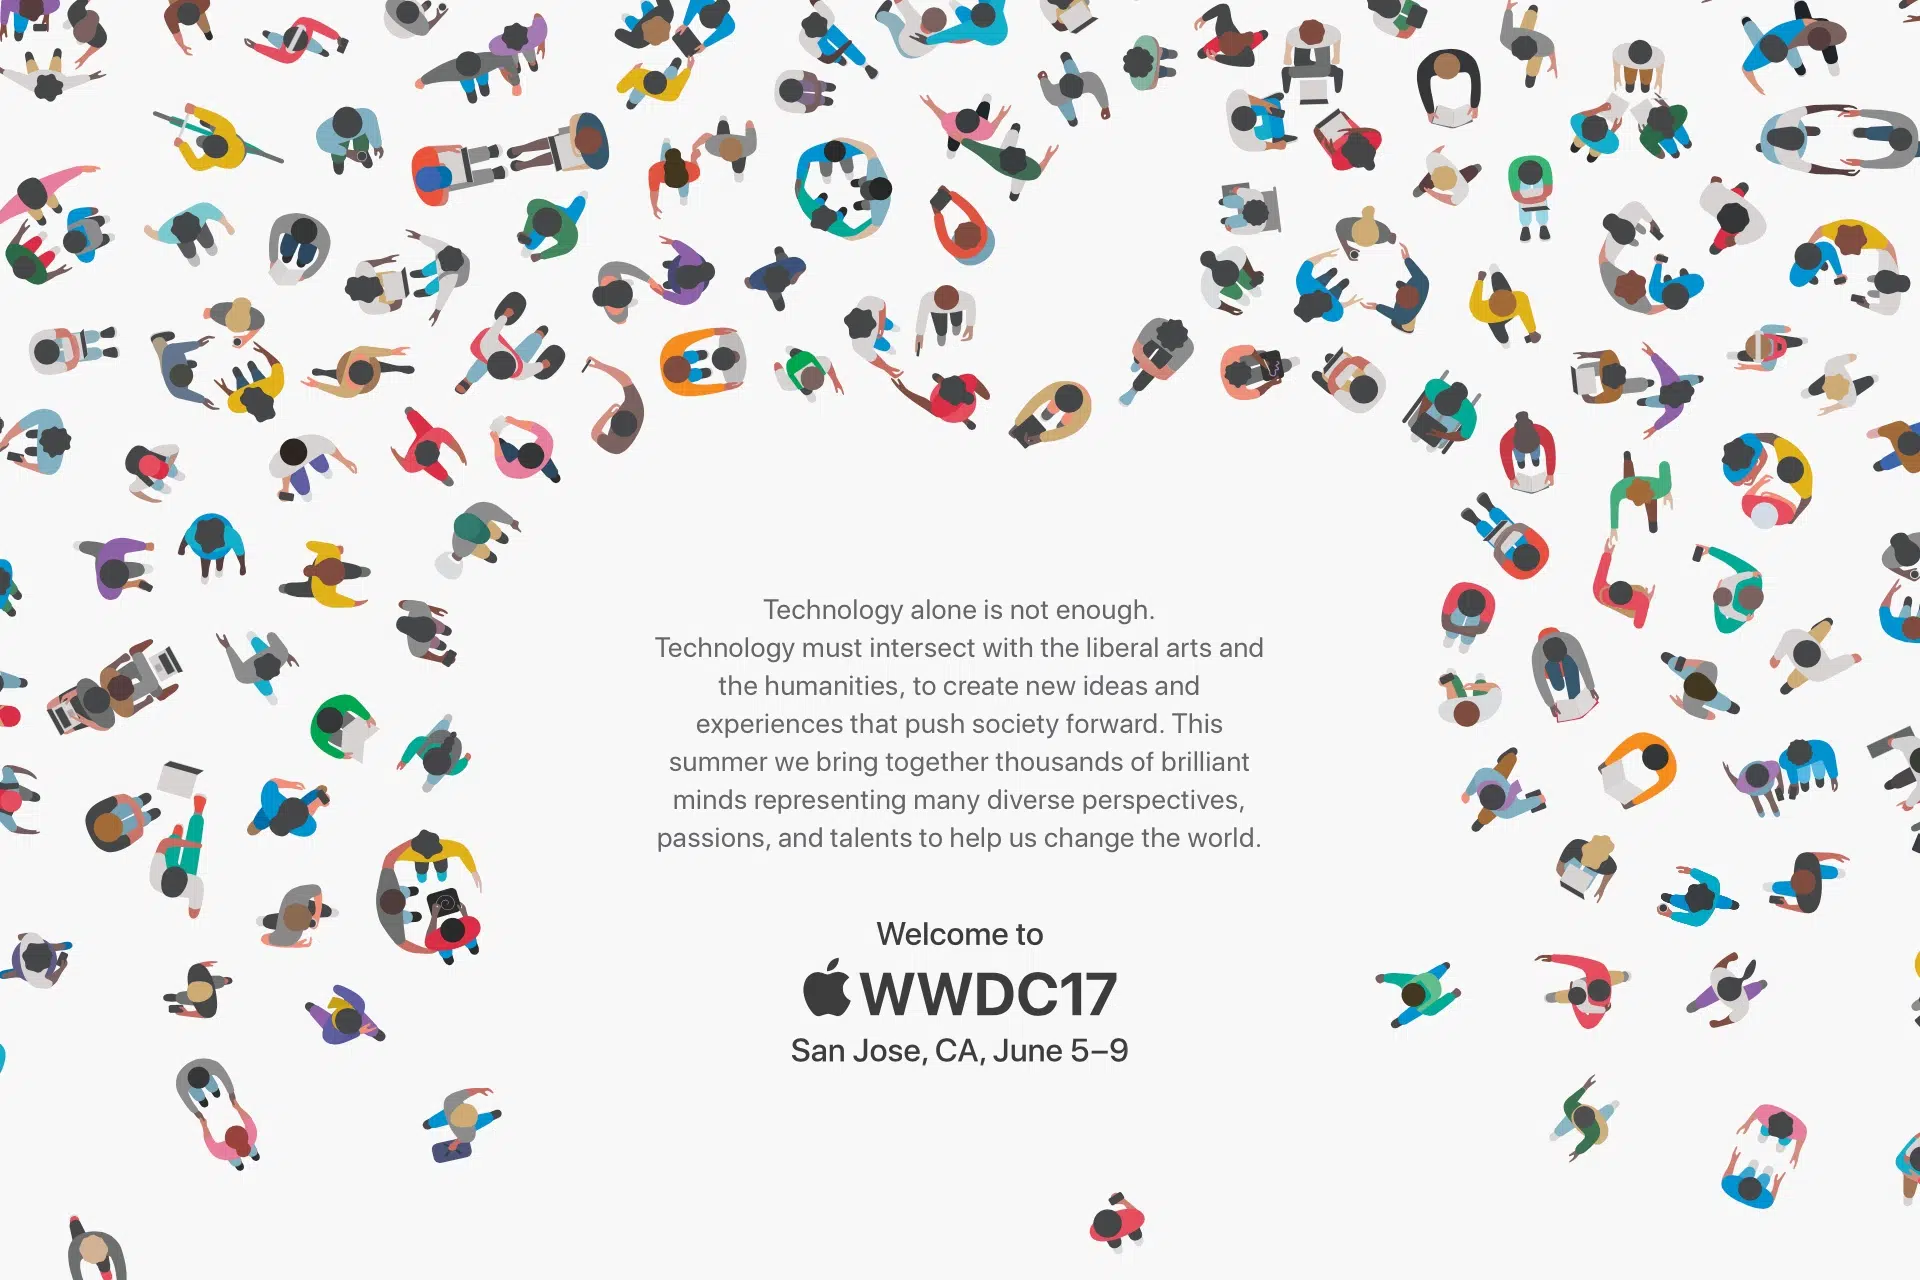 Technology alone is not enough.
Technology must intersect with the liberal arts and
the humanities, to create new ideas and
experiences that push society forward. This
summer we bring together thousands of brilliant
minds representing many diverse perspectives,
passions, and talents to help us change the world.
Welcome to
WWDC17
San Jose, CA, June 5–9